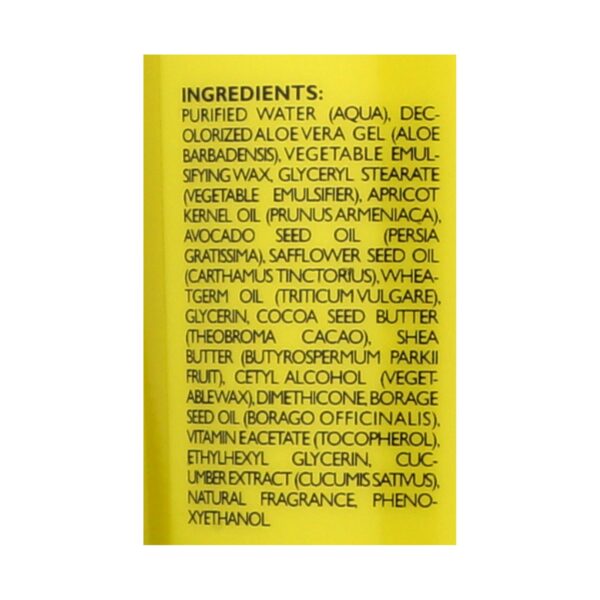 INGREDIENTS:
PURIFIED WATER (AQUA), DEC-
OLORIZED ALOE VERA GEL (ALOE
BARBADENSIS), VEGETABLE EMUL-
SIFYING WAX, GLYCERYL STEARATE
(VEGETABLE EMULSIFIER), APRICOT
KERNEL OIL (PRUNUS ARMENIACA),
AVOCADO SEED OIL (PERSIA
GRATISSIMA), SAFFLOWER SEED OIL
(CARTHAMUS TINCTORIUS), WHEA-
TGERM OIL (TRITICUM VULGARE),
GLYCERIN, COCOA SEED BUTTER
(THEOBROMA CACAO), SHEA
BUTTER (BUTYROSPERMUM PARKII
FRUIT), CETYL ALCOHOL (VEGET-
ABLE WAX), DIMETHICONE, BORAGE
SEED OIL (BORAGO OFFICINALIS),
VITAMIN E ACETATE (TOCOPHEROL),
ETHYLHEXYL GLYCERIN, CUC-
UMBER EXTRACT (CUCUMIS SATIVUS),
NATURAL FRAGRANCE, PHENO-
XYETHANOL